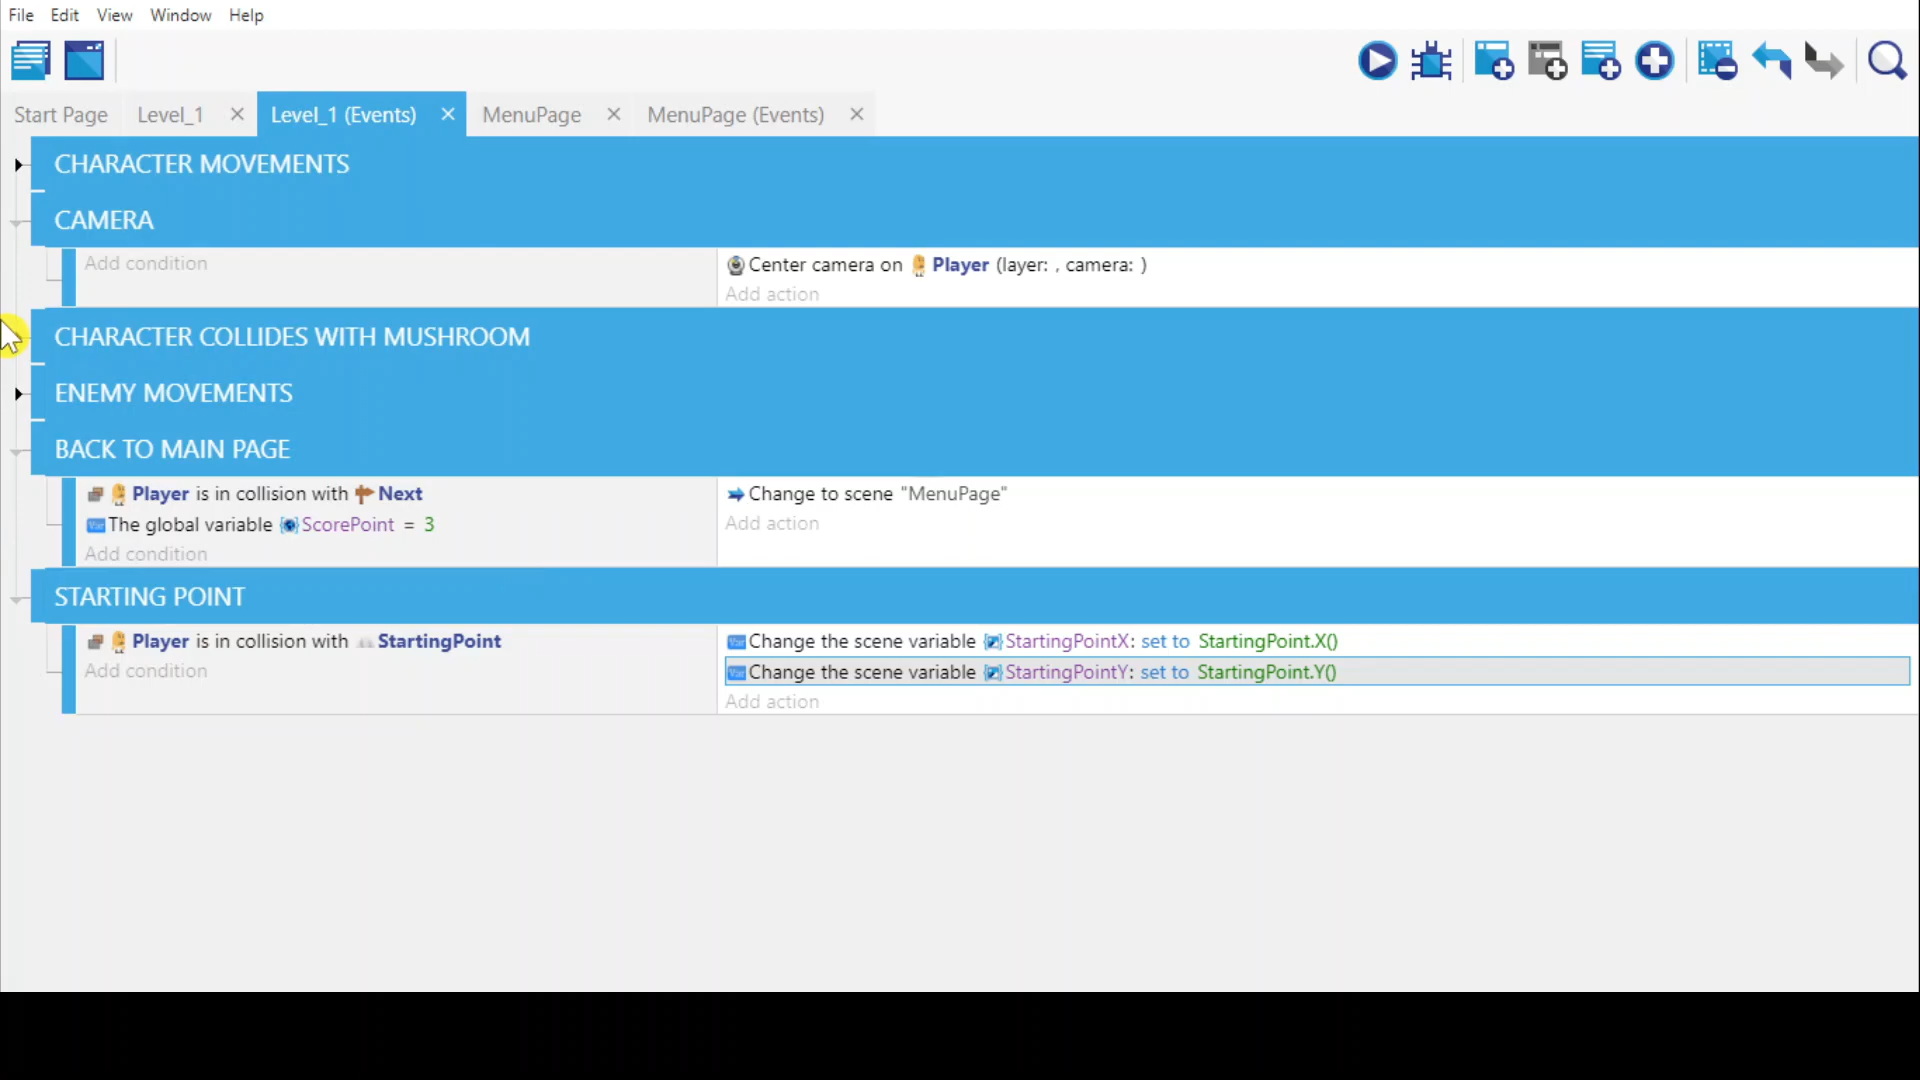 File Edit View Window Help
Start Page Level_1 Level_1 (Events) MenuPage MenuPage (Events)
CHARACTER MOVEMENTS
CAMERA
Add condition
Center camera on Player (layer: , camera: )
Add action
CHARACTER COLLIDES WITH MUSHROOM
ENEMY MOVEMENTS
BACK TO MAIN PAGE
Player is in collision with Next
The global variable ScorePoint = 3
Add condition
Change to scene "MenuPage"
Add action
STARTING POINT
Player is in collision with StartingPoint
Add condition
Change the scene variable StartingPointX: set to StartingPoint.X()
Change the scene variable StartingPointY: set to StartingPoint.Y()
Add action